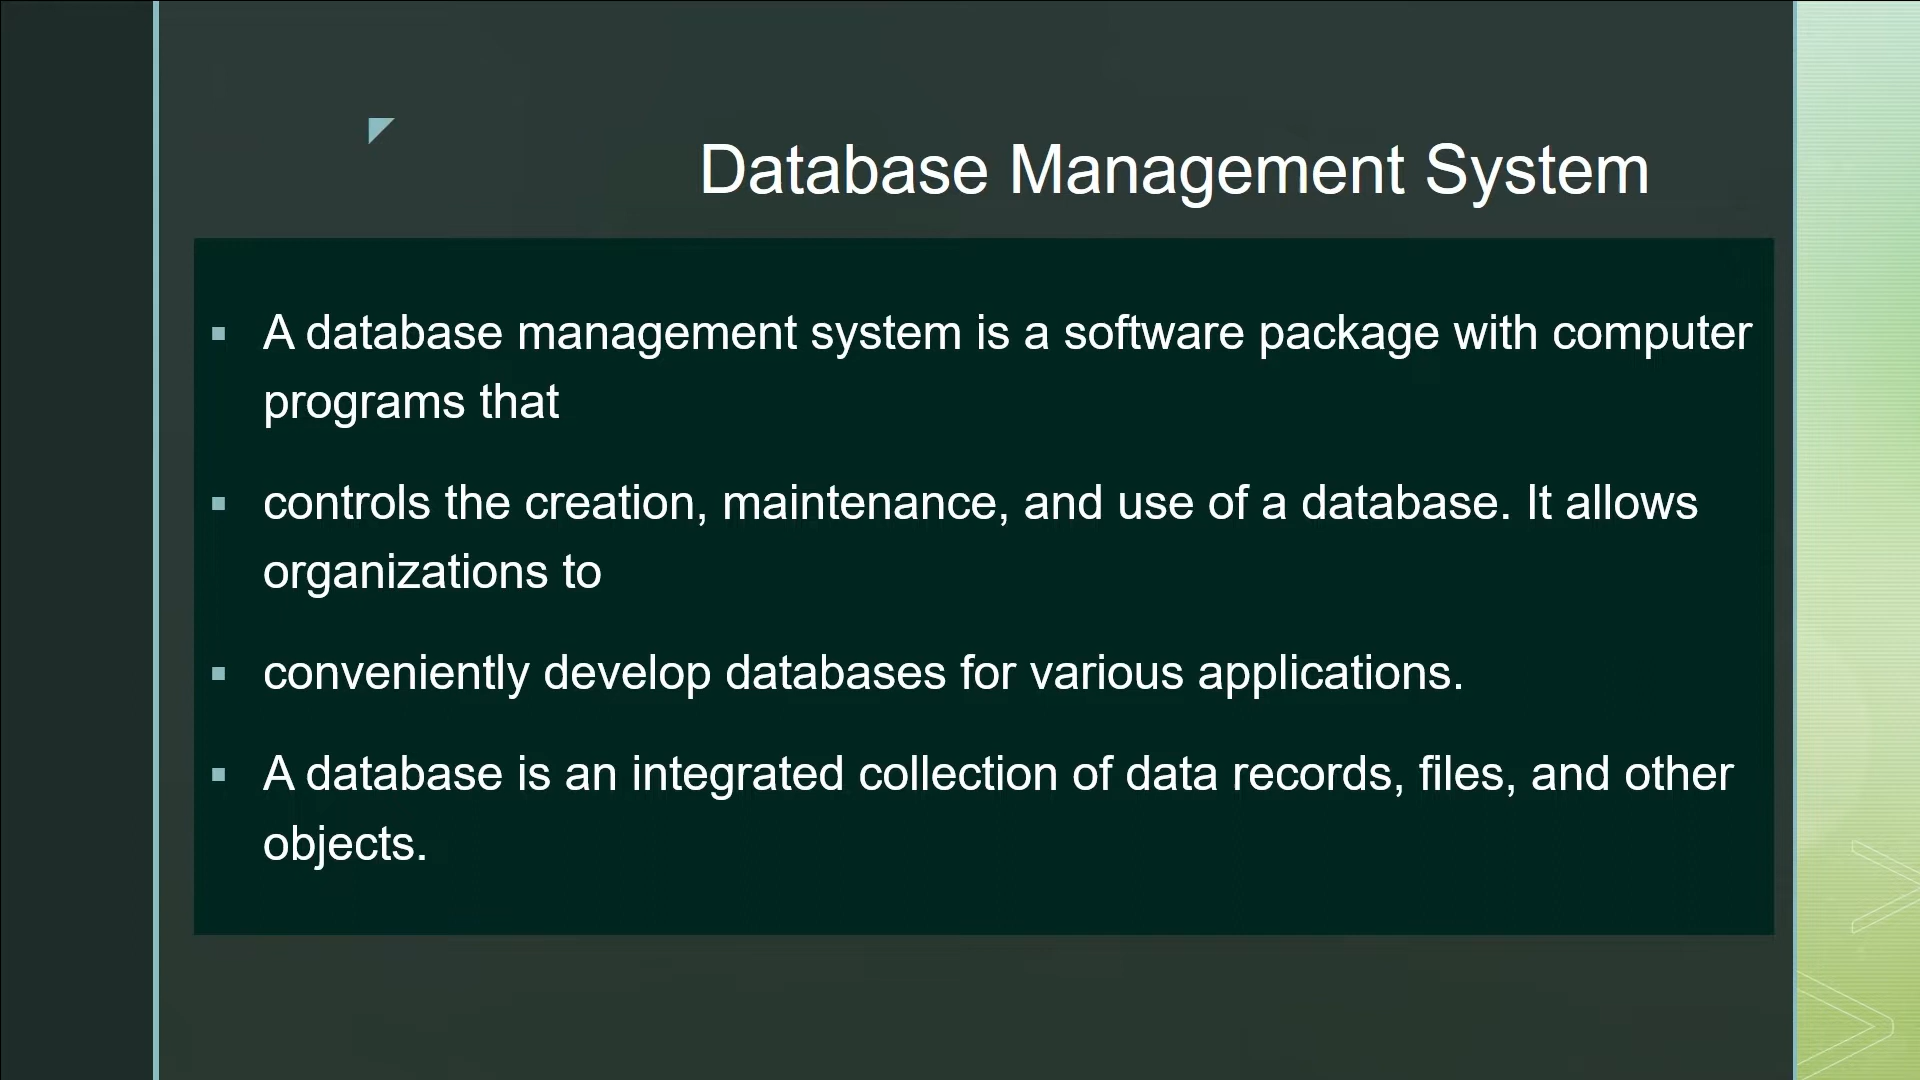 Database Management System
▪ A database management system is a software package with computer
programs that
▪ controls the creation, maintenance, and use of a database. It allows
organizations to
▪ conveniently develop databases for various applications.
▪ A database is an integrated collection of data records, files, and other
objects.